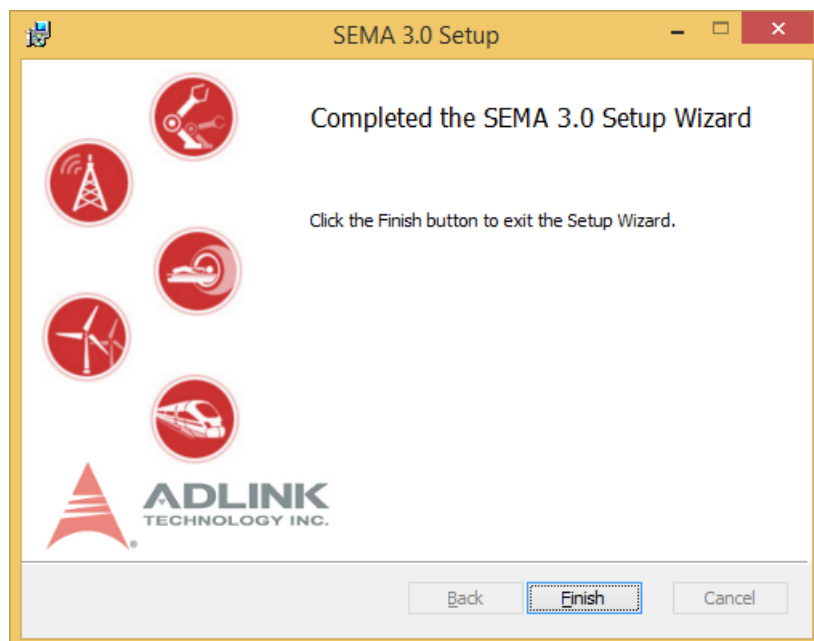 SEMA 3.0 Setup
Completed the SEMA 3.0 Setup Wizard
Click the Finish button to exit the Setup Wizard.
ADLINK
TECHNOLOGY INC.
Back Finish Cancel